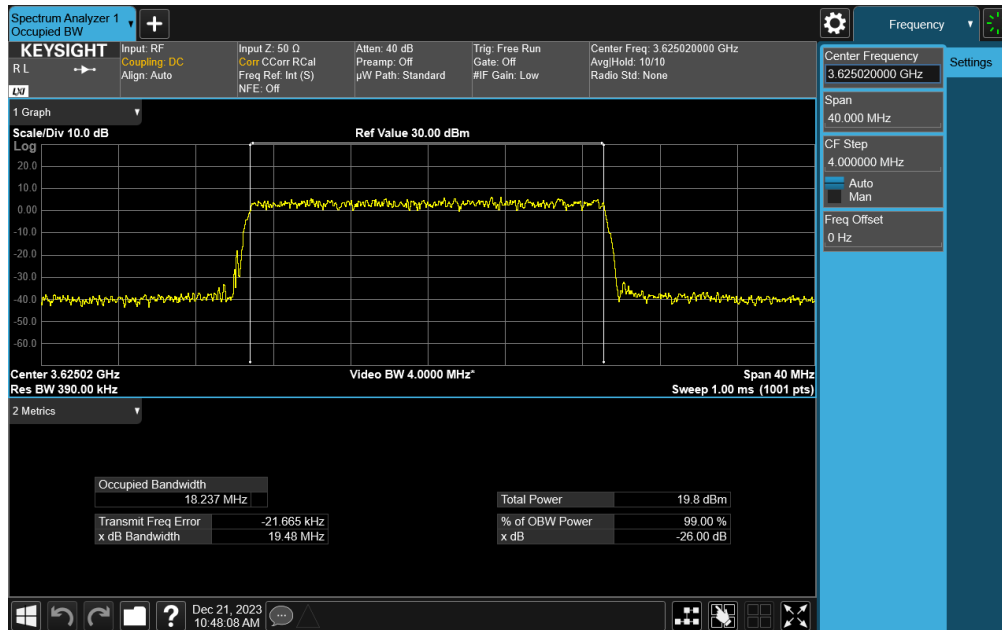 Spectrum Analyzer 1
Occupied BW
+
Frequency
KEYSIGHT
R L
LXI
Input: RF
Coupling: DC
Align: Auto
Input Z: 50 Ω
Corr CCorr RCal
Freq Ref: Int (S)
NFE: Off
Atten: 40 dB
Preamp: Off
µW Path: Standard
Trig: Free Run
Gate: Off
#IF Gain: Low
Center Freq: 3.625020000 GHz
Avg|Hold: 10/10
Radio Std: None
Center Frequency
3.625020000 GHz
Settings
Span
40.000 MHz
CF Step
4.000000 MHz
Auto
Man
Freq Offset
0 Hz
1 Graph
Scale/Div 10.0 dB
Ref Value 30.00 dBm
Log
20.0
10.0
0.00
-10.0
-20.0
-30.0
-40.0
-50.0
-60.0
Center 3.62502 GHz
Video BW 4.0000 MHz*
Span 40 MHz
Res BW 390.00 kHz
Sweep 1.00 ms (1001 pts)
2 Metrics
Occupied Bandwidth
18.237 MHz
Total Power 19.8 dBm
Transmit Freq Error -21.665 kHz
% of OBW Power 99.00 %
x dB Bandwidth 19.48 MHz
x dB -26.00 dB
?
Dec 21, 2023
10:48:08 AM